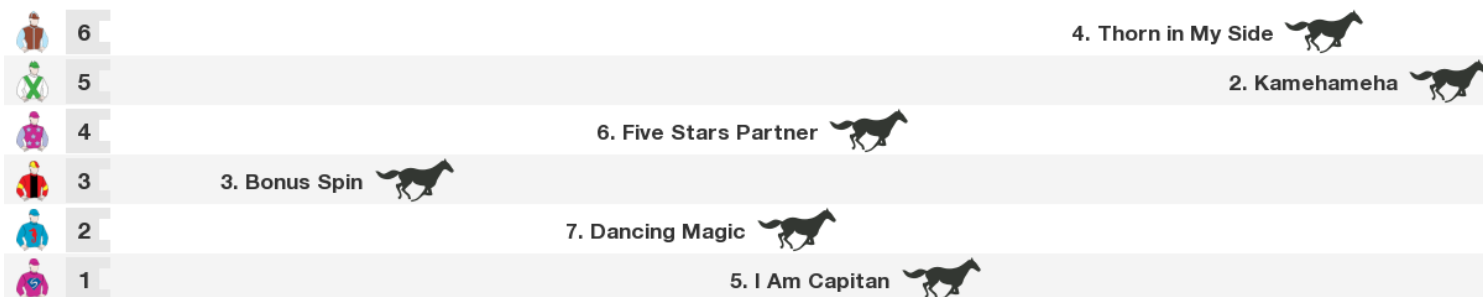 6 4. Thorn in My Side
5 2. Kamehameha
4 6. Five Stars Partner
3 3. Bonus Spin
2 7. Dancing Magic
1 5. I Am Capitan